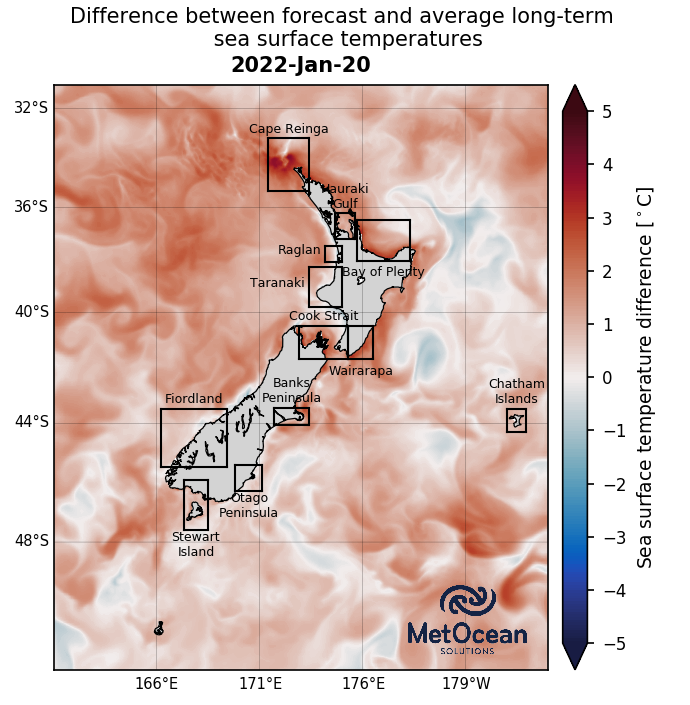 Difference between forecast and average long-term
sea surface temperatures
2022-Jan-20
32°S
36°S
40°S
44°S
48°S
166°E
171°E
176°E
179°W
Cape Reinga
Hauraki
Gulf
Raglan
Bay of Plenty
Taranaki
Cook Strait
Wairarapa
Banks
Peninsula
Fiordland
Chatham
Islands
Otago
Peninsula
Stewart
Island
MetOcean
SOLUTIONS
5
4
3
2
1
0
−1
−2
−3
−4
−5
Sea surface temperature difference [°C]